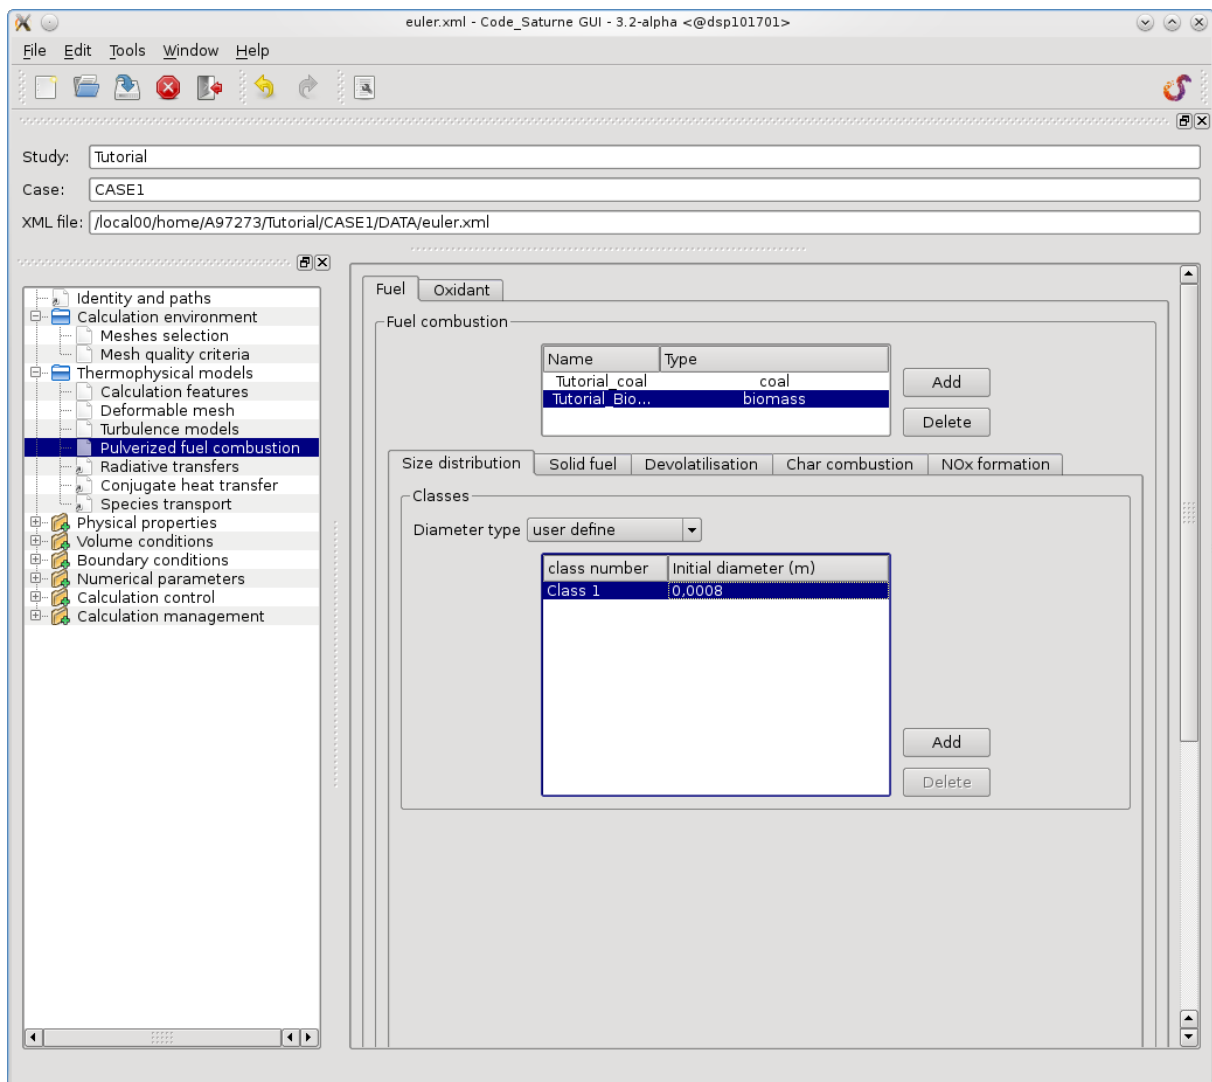 euler.xml - Code_Saturne GUI - 3.2-alpha <@dsp101701>
File Edit Tools Window Help
Study: Tutorial
Case: CASE1
XML file: /local00/home/A97273/Tutorial/CASE1/DATA/euler.xml
Identity and paths
Calculation environment
Meshes selection
Mesh quality criteria
Thermophysical models
Calculation features
Deformable mesh
Turbulence models
Pulverized fuel combustion
Radiative transfers
Conjugate heat transfer
Species transport
Physical properties
Volume conditions
Boundary conditions
Numerical parameters
Calculation control
Calculation management
Fuel Oxidant
Fuel combustion
Name Type
Tutorial_coal coal
Tutorial_Bio... biomass
Add
Delete
Size distribution Solid fuel Devolatilisation Char combustion NOx formation
Classes
Diameter type user define
class number Initial diameter (m)
Class 1 0,0008
Add
Delete